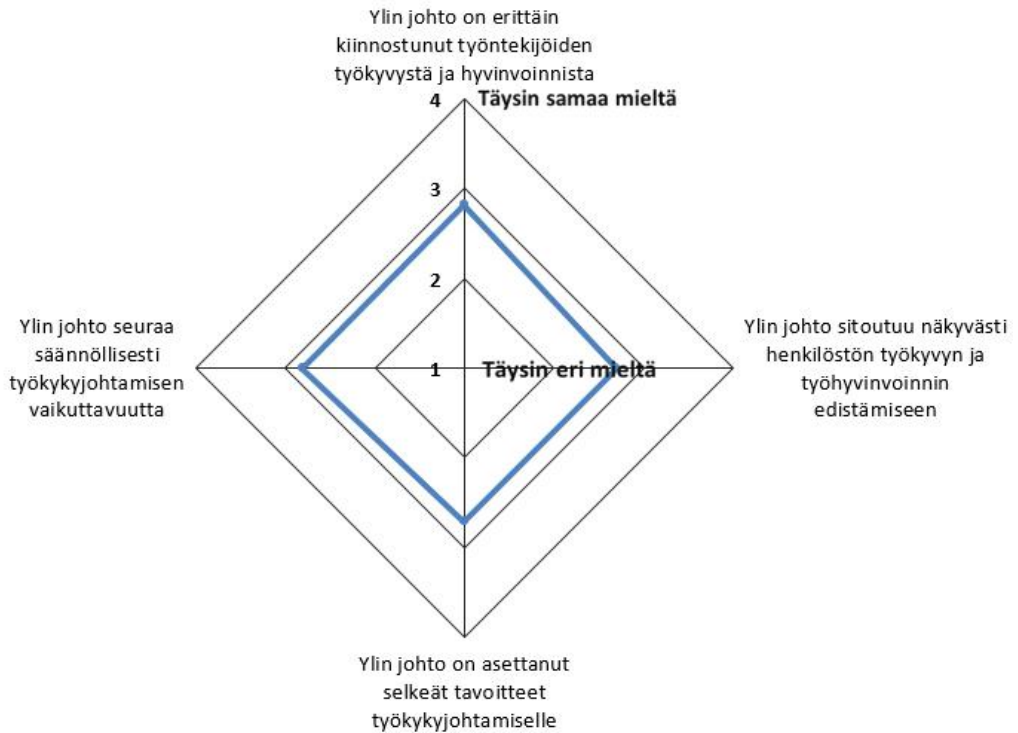 Ylin johto on erittäin
kiinnostunut työntekijöiden
työkyvystä ja hyvinvoinnista
4 Täysin samaa mieltä
3
2
1 Täysin eri mieltä
Ylin johto seuraa
säännöllisesti
työkykyjohtamisen
vaikuttavuutta
Ylin johto sitoutuu näkyvästi
henkilöstön työkyvyn ja
työhyvinvoinnin
edistämiseen
Ylin johto on asettanut
selkeät tavoitteet
työkykyjohtamiselle